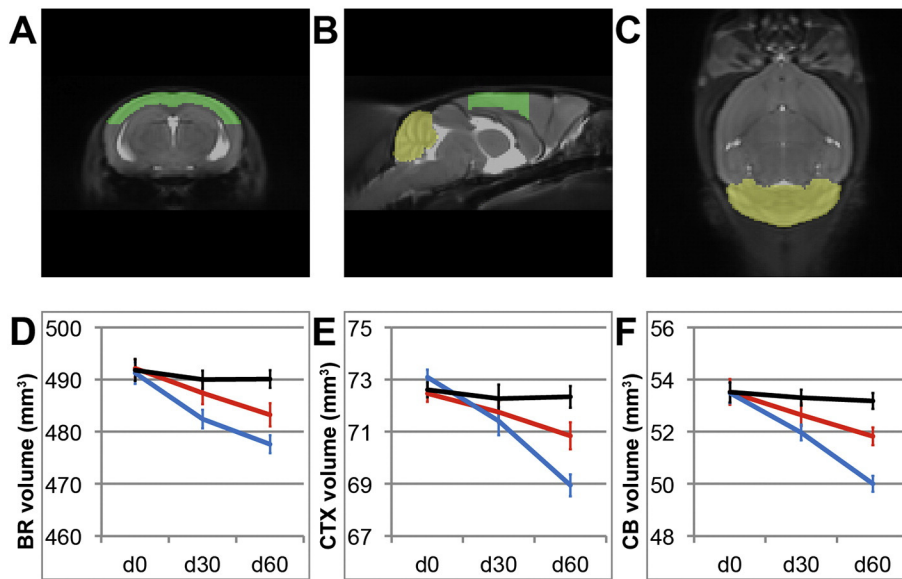 A
B
C
D
BR volume (mm³)
500
490
480
470
460
d0 d30 d60
E
CTX volume (mm³)
75
73
71
69
67
d0 d30 d60
F
CB volume (mm³)
56
54
52
50
48
d0 d30 d60